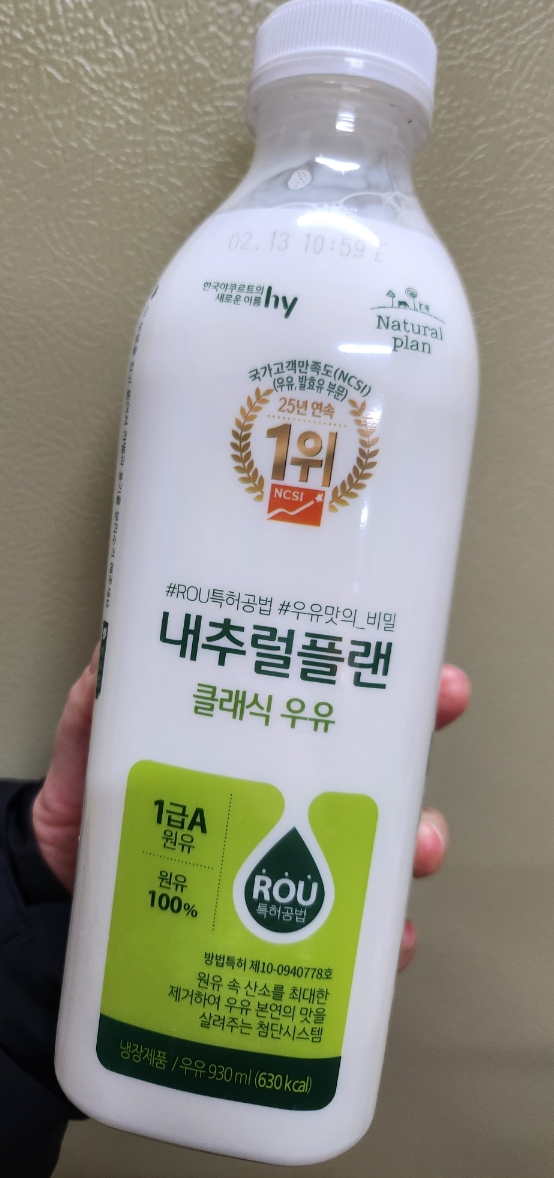 02.13 10:59 E
한국야쿠르트의
새로운 이름 hy
Natural
plan
국가고객만족도(NCSI)
(우유, 발효유 부문)
25년 연속
1위
NCSI
#ROU특허공법 #우유맛의_비밀
내추럴플랜
클래식 우유
1급A
원유
원유
100%
ROU
특허공법
방법특허 제10-0940778호
원유 속 산소를 최대한
제거하여 우유 본연의 맛을
살려주는 첨단시스템
냉장제품 / 우유 930 ml (630 kcal)